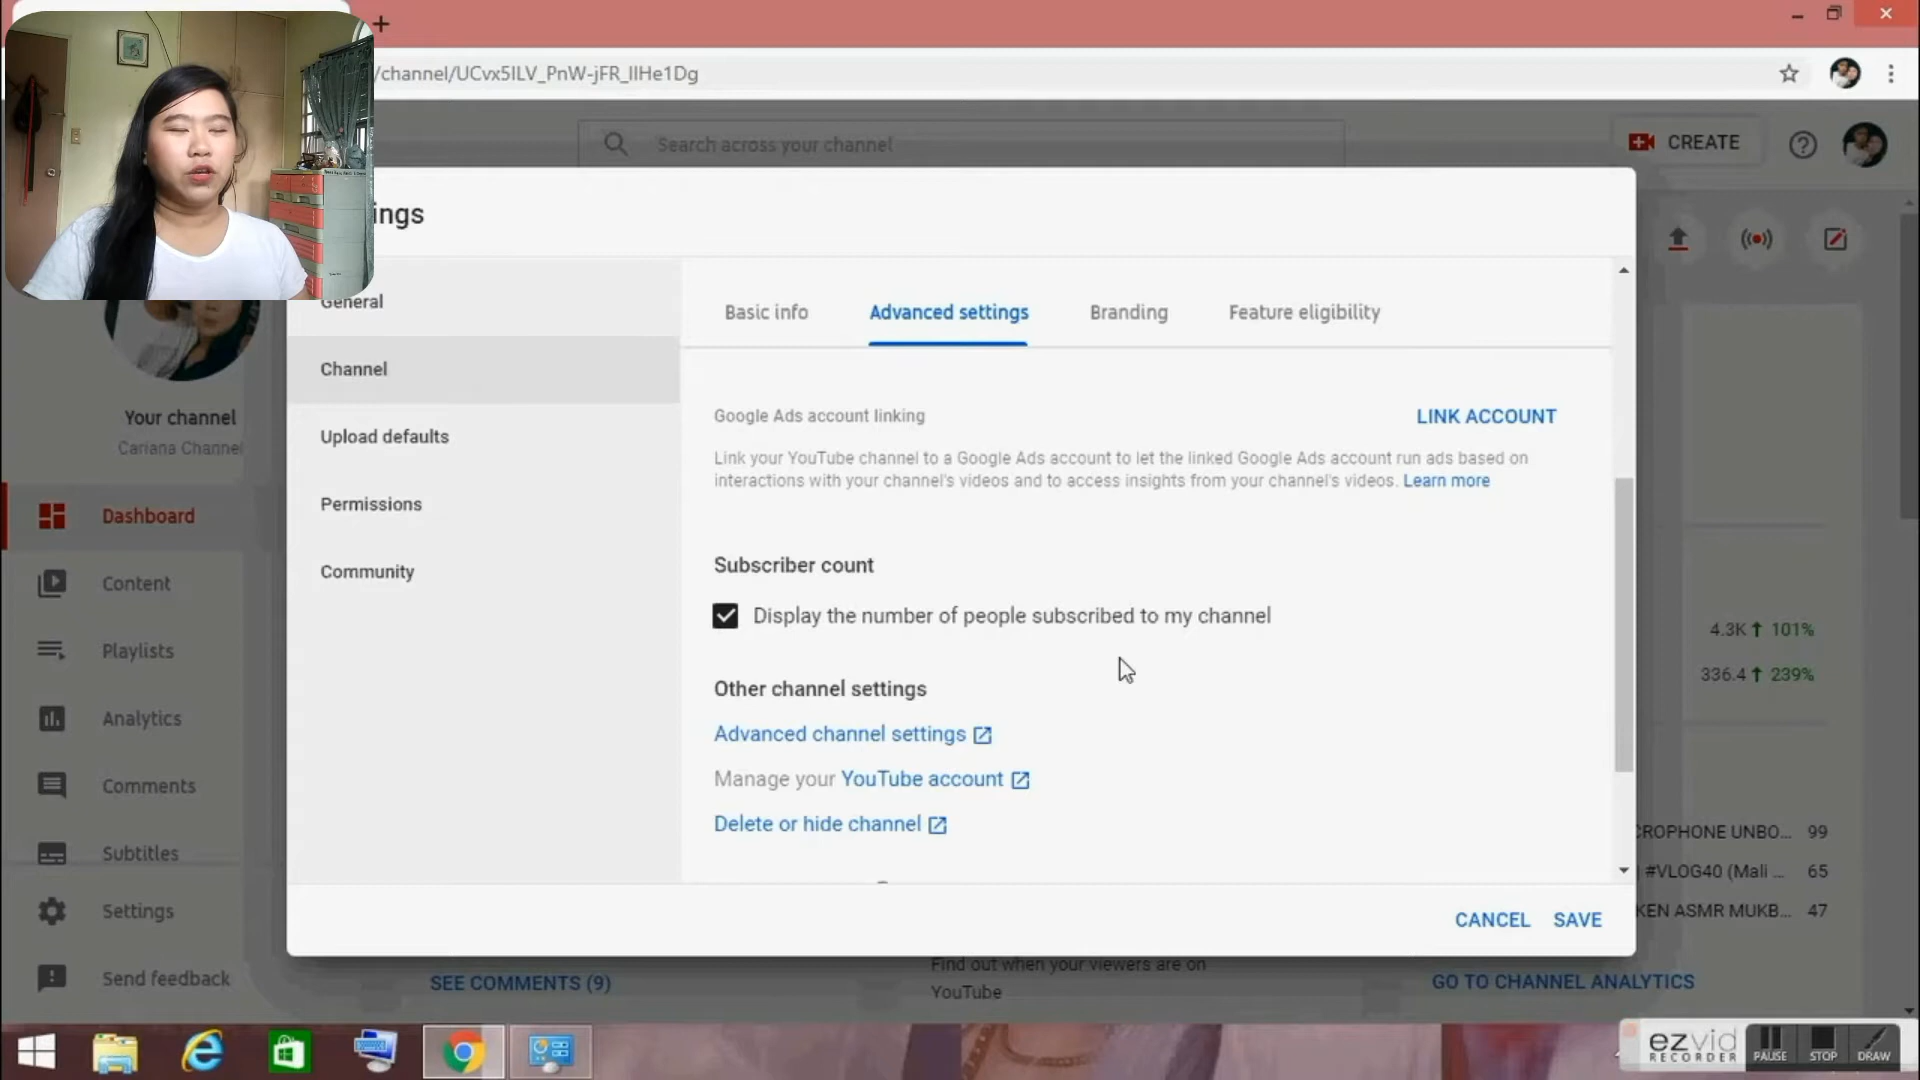 /channel/UCvx5ILV_PnW-jFR_IIHe1Dg
Search across your channel
CREATE
ings
General
Channel
Upload defaults
Permissions
Community
Basic info
Advanced settings
Branding
Feature eligibility
Google Ads account linking
LINK ACCOUNT
Link your YouTube channel to a Google Ads account to let the linked Google Ads account run ads based on
interactions with your channel's videos and to access insights from your channel's videos. Learn more
Subscriber count
Display the number of people subscribed to my channel
Other channel settings
Advanced channel settings
Manage your YouTube account
Delete or hide channel
CANCEL
SAVE
Your channel
Cariana Channel
Dashboard
Content
Playlists
Analytics
Comments
Subtitles
Settings
Send feedback
4.3K 101%
336.4 239%
CROPHONE UNBO... 99
#VLOG40 (Mali ... 65
KEN ASMR MUKB... 47
SEE COMMENTS (9)
Find out when your viewers are on
YouTube
GO TO CHANNEL ANALYTICS
ezvid
RECORDER
PAUSE
STOP
DRAW